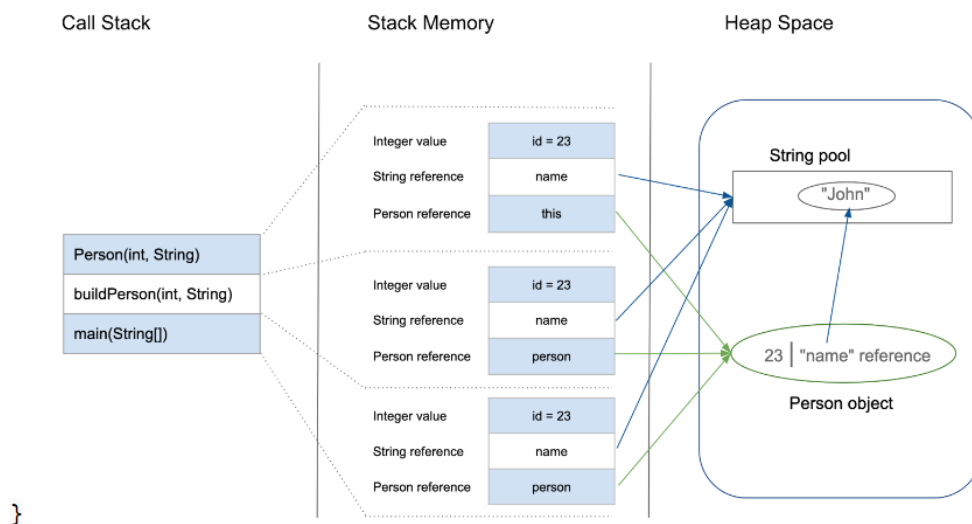 Call Stack
Stack Memory
Heap Space
Integer value
id = 23
String reference
name
Person reference
this
String pool
"John"
Person(int, String)
buildPerson(int, String)
main(String[])
Integer value
id = 23
String reference
name
Person reference
person
23 | "name" reference
Person object
Integer value
id = 23
String reference
name
Person reference
person
}